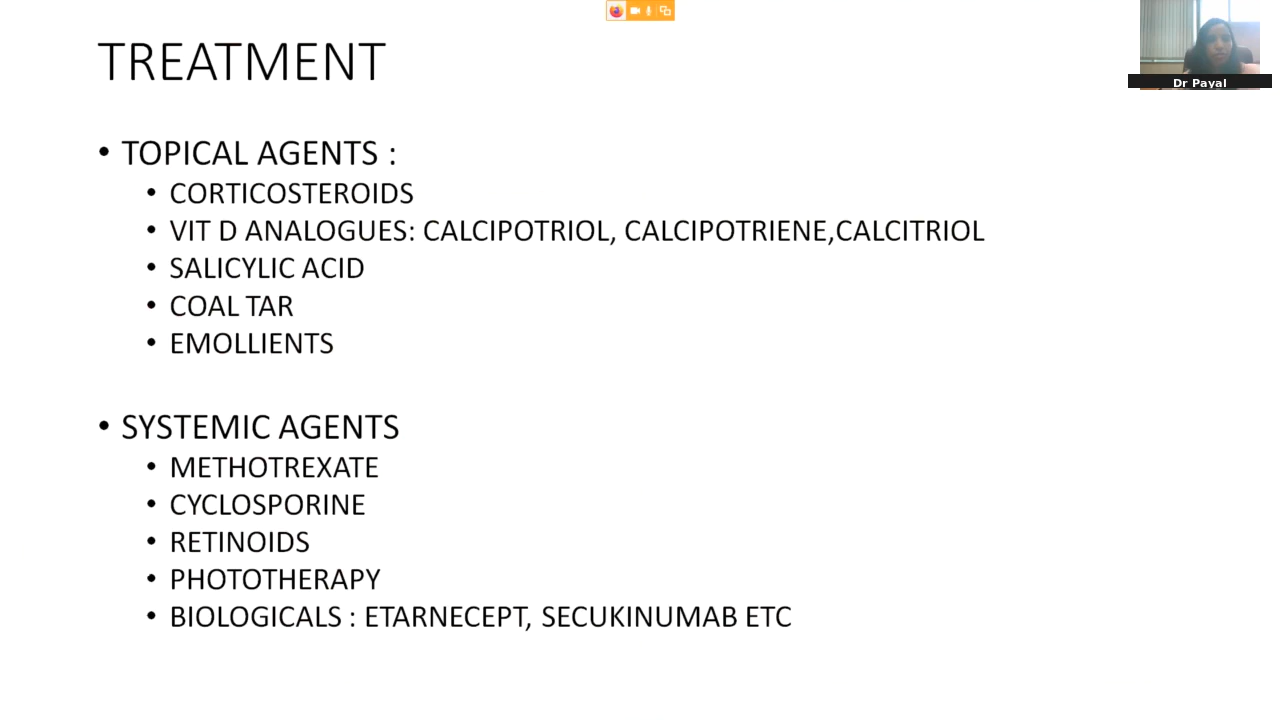 TREATMENT
Dr Payal
• TOPICAL AGENTS :
• CORTICOSTEROIDS
• VIT D ANALOGUES: CALCIPOTRIOL, CALCIPOTRIENE,CALCITRIOL
• SALICYLIC ACID
• COAL TAR
• EMOLLIENTS
• SYSTEMIC AGENTS
• METHOTREXATE
• CYCLOSPORINE
• RETINOIDS
• PHOTOTHERAPY
• BIOLOGICALS : ETARNECEPT, SECUKINUMAB ETC